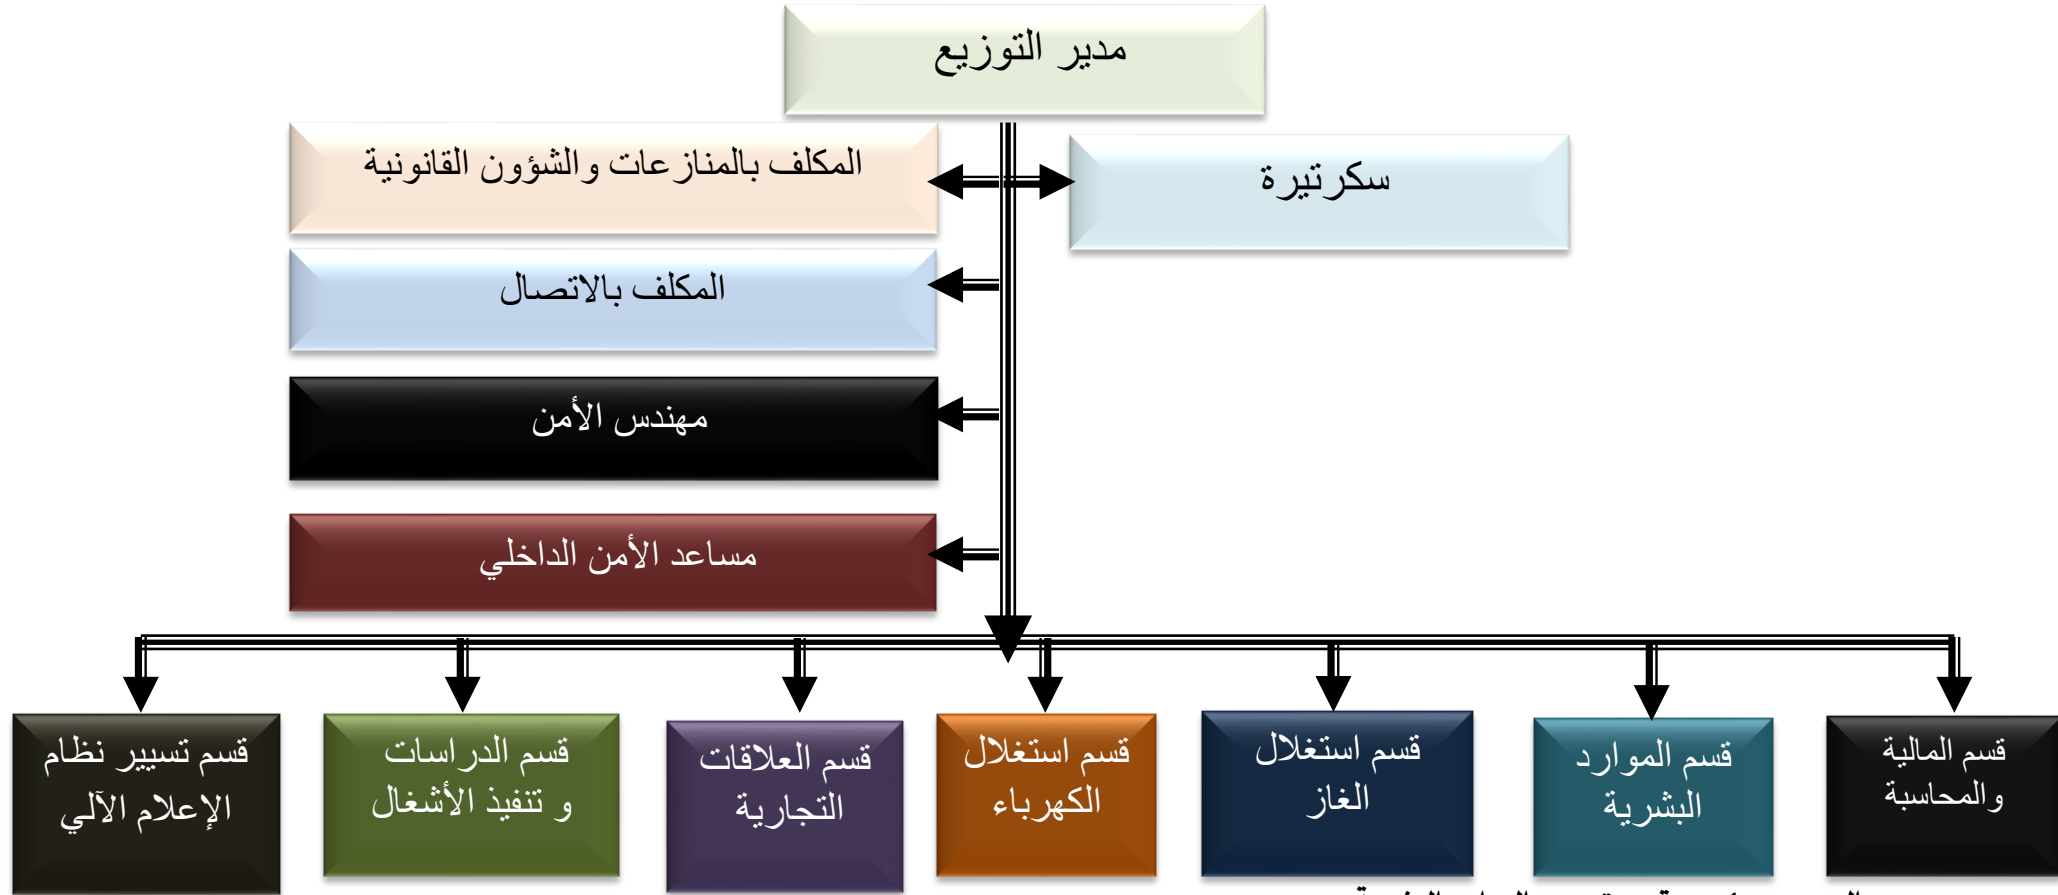 مدير التوزيع
سكرتيرة
المكلف بالمنازعات والشؤون القانونية
المكلف بالاتصال
مهندس الأمن
مساعد الأمن الداخلي
قسم المالية
والمحاسبة
قسم الموارد
البشرية
قسم استغلال
الغاز
قسم استغلال
الكهرباء
قسم العلاقات
التجارية
قسم الدراسات
و تنفيذ الأشغال
قسم تسيير نظام
الإعلام الآلي